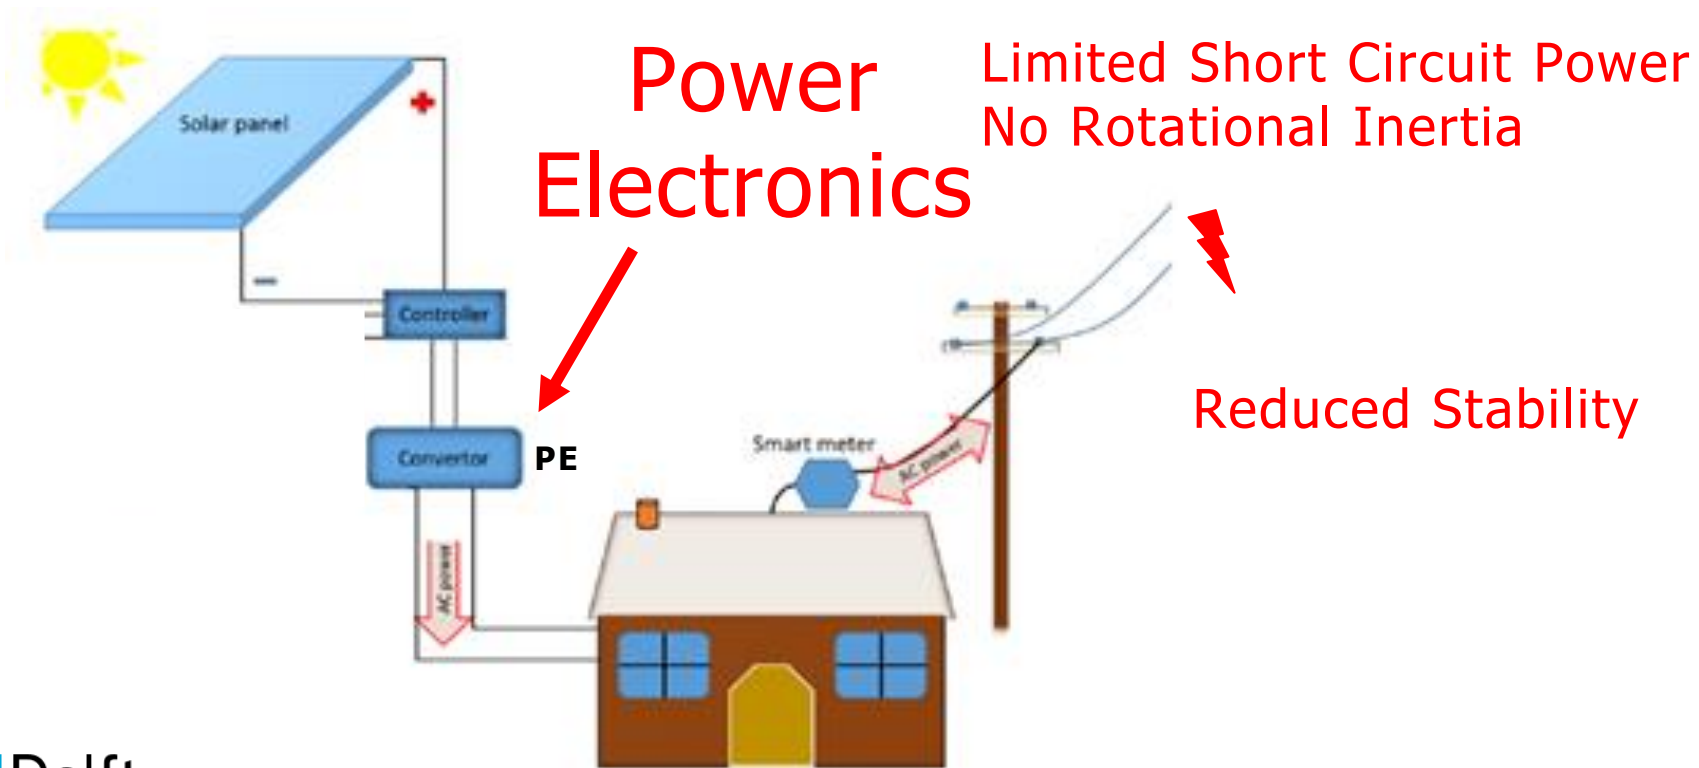 Power
Electronics
Limited Short Circuit Power
No Rotational Inertia
Solar panel
Controller
Convertor
PE
AC power
Smart meter
AC power
Reduced Stability